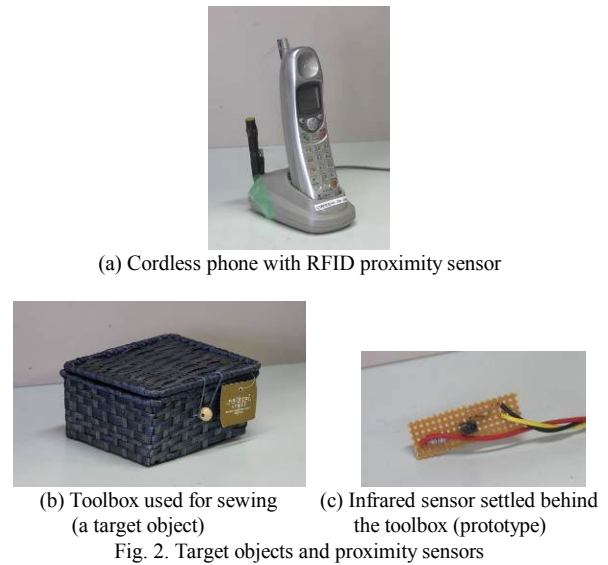 (a) Cordless phone with RFID proximity sensor
(b) Toolbox used for sewing
(a target object)
(c) Infrared sensor settled behind
the toolbox (prototype)
Fig. 2. Target objects and proximity sensors